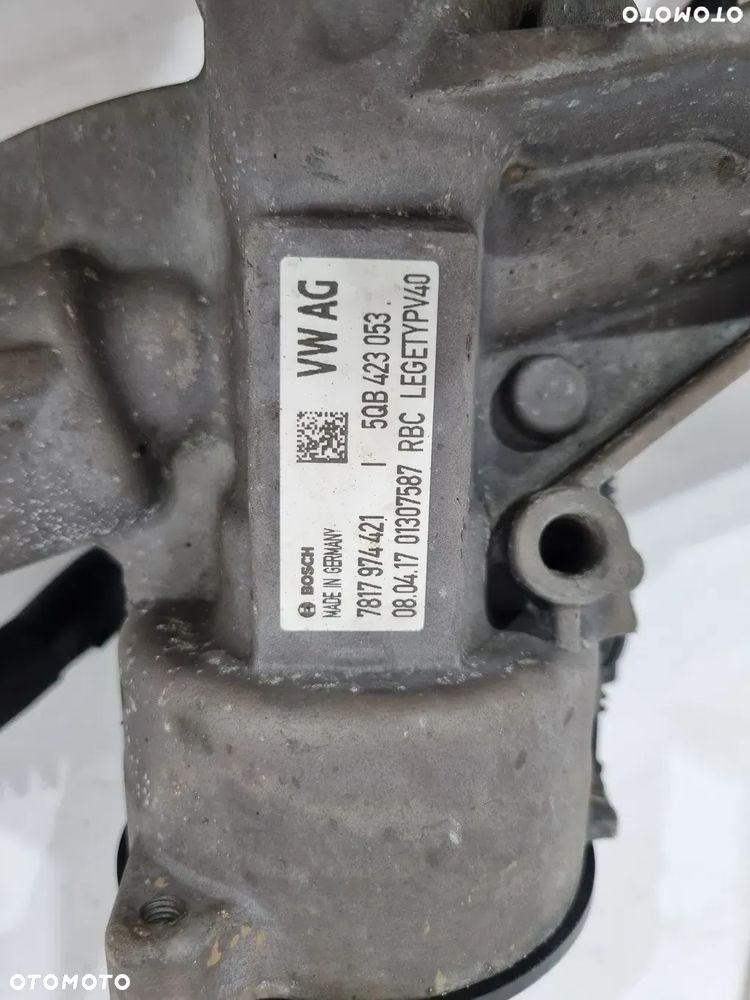 OTOMOTO
VW AG
5QB 423 053 .
BOSCH
MADE IN GERMANY
7817 974 421 I
08.04.17 01307587 RBC LEGETYPV40
OTOMOTO